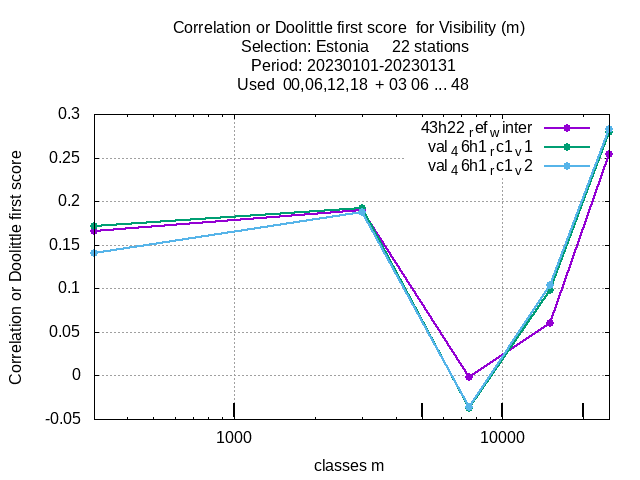 Correlation or Doolittle first score  for Visibility (m)
Selection: Estonia     22 stations
Period: 20230101-20230131
Used  00,06,12,18  + 03 06 ... 48
43h22_refwinter
val_46h1_rc1_v1
val_46h1_rc1_v2
0.3
0.25
0.2
0.15
0.1
0.05
0
-0.05
Correlation or Doolittle first score
1000
10000
classes m